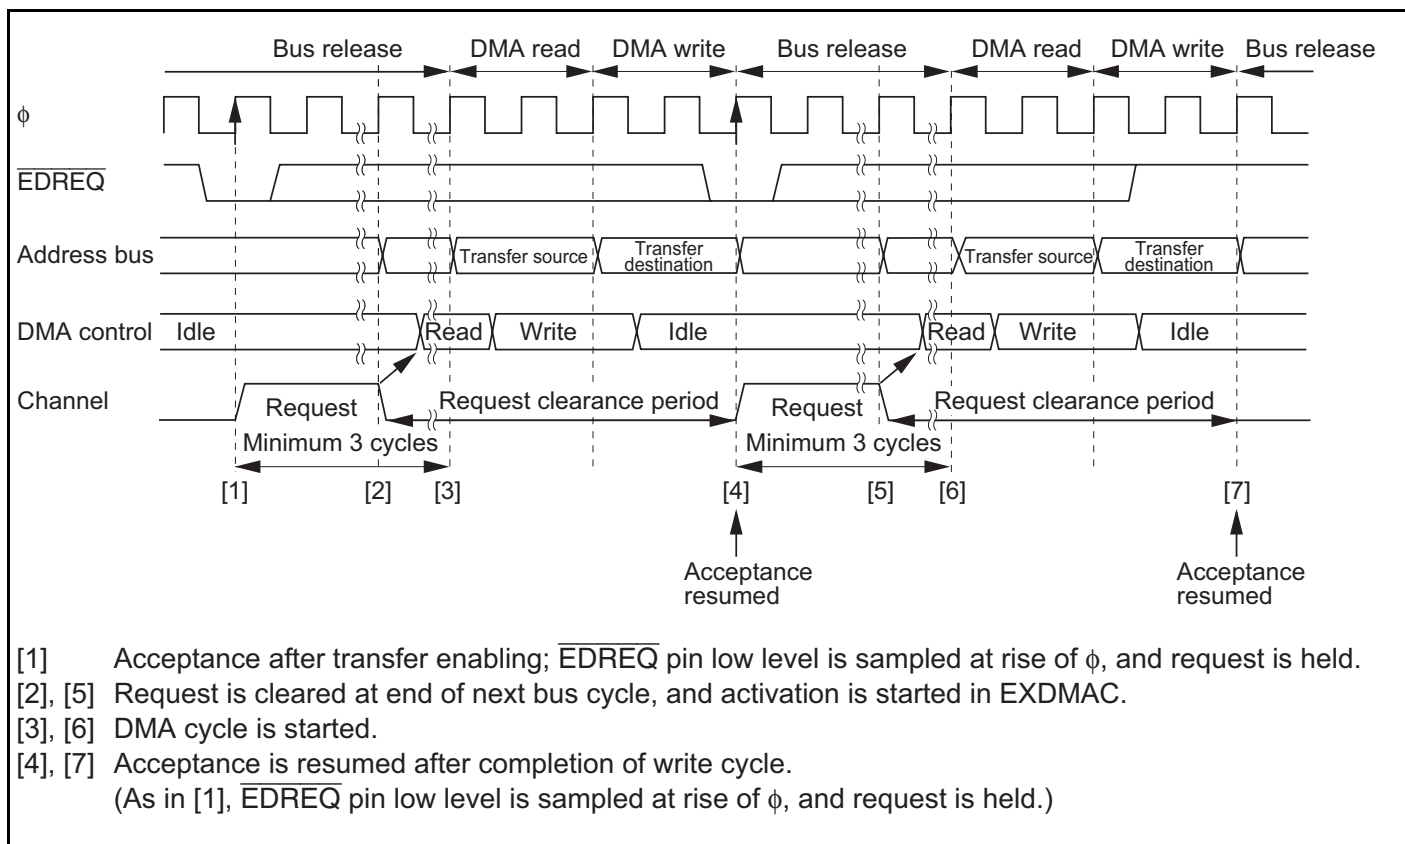 Bus release DMA read DMA write Bus release DMA read DMA write Bus release
ϕ
EDREQ
Address bus Transfer source Transfer destination Transfer source Transfer destination
DMA control Idle Read Write Idle Read Write Idle
Channel Request Request clearance period Request Request clearance period
Minimum 3 cycles Minimum 3 cycles
[1] [2] [3] [4] [5] [6] [7]
Acceptance resumed Acceptance resumed
[1] Acceptance after transfer enabling; EDREQ pin low level is sampled at rise of ϕ, and request is held.
[2], [5] Request is cleared at end of next bus cycle, and activation is started in EXDMAC.
[3], [6] DMA cycle is started.
[4], [7] Acceptance is resumed after completion of write cycle.
(As in [1], EDREQ pin low level is sampled at rise of ϕ, and request is held.)